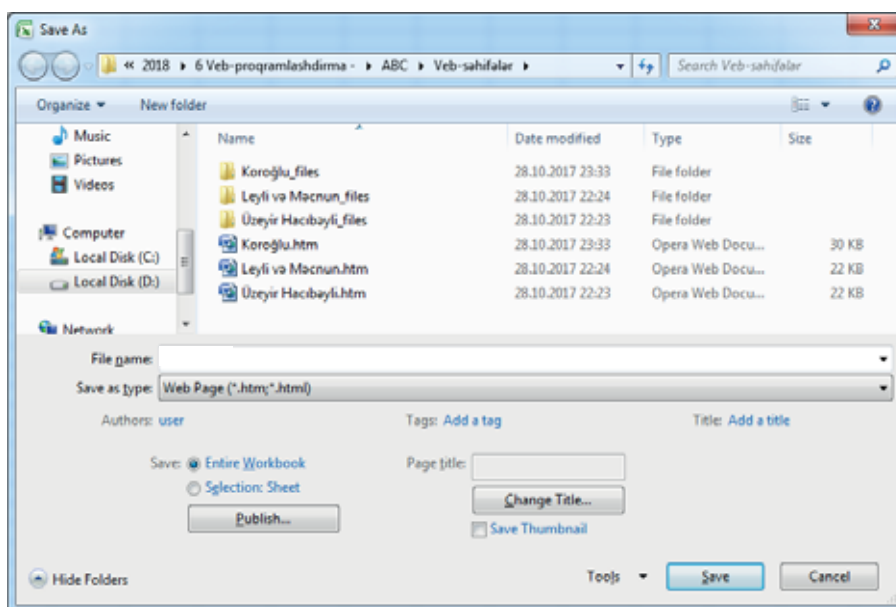 Save As
« 2018 ▸ 6 Veb-proqramlashdirma - ▸ ABC ▸ Veb-səhifələr ▸ Search Veb-səhifələr
Organize New folder
Music
Pictures
Videos
Computer
Local Disk (C:)
Local Disk (D:)
Network
Name Date modified Type Size
Koroğlu_files 28.10.2017 23:33 File folder
Leyli və Məcnun_files 28.10.2017 22:24 File folder
Üzeyir Hacıbəyli_files 28.10.2017 22:23 File folder
Koroğlu.htm 28.10.2017 23:33 Opera Web Docu... 30 KB
Leyli və Məcnun.htm 28.10.2017 22:24 Opera Web Docu... 22 KB
Üzeyir Hacıbəyli.htm 28.10.2017 22:23 Opera Web Docu... 22 KB
File name:
Save as type: Web Page (*.htm;*.html)
Authors: user Tags: Add a tag Title: Add a title
Save: Entire Workbook Page title:
Selection: Sheet
Change Title...
Publish...
Save Thumbnail
Hide Folders Tools Save Cancel